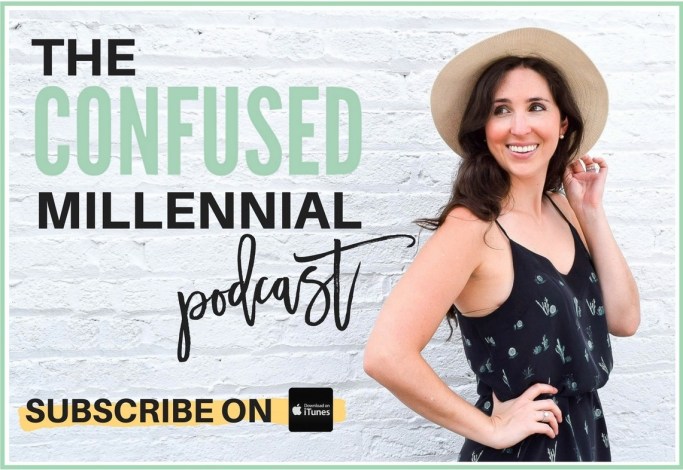 THE
CONFUSED
MILLENNIAL
podcast
SUBSCRIBE ON
Download on
iTunes